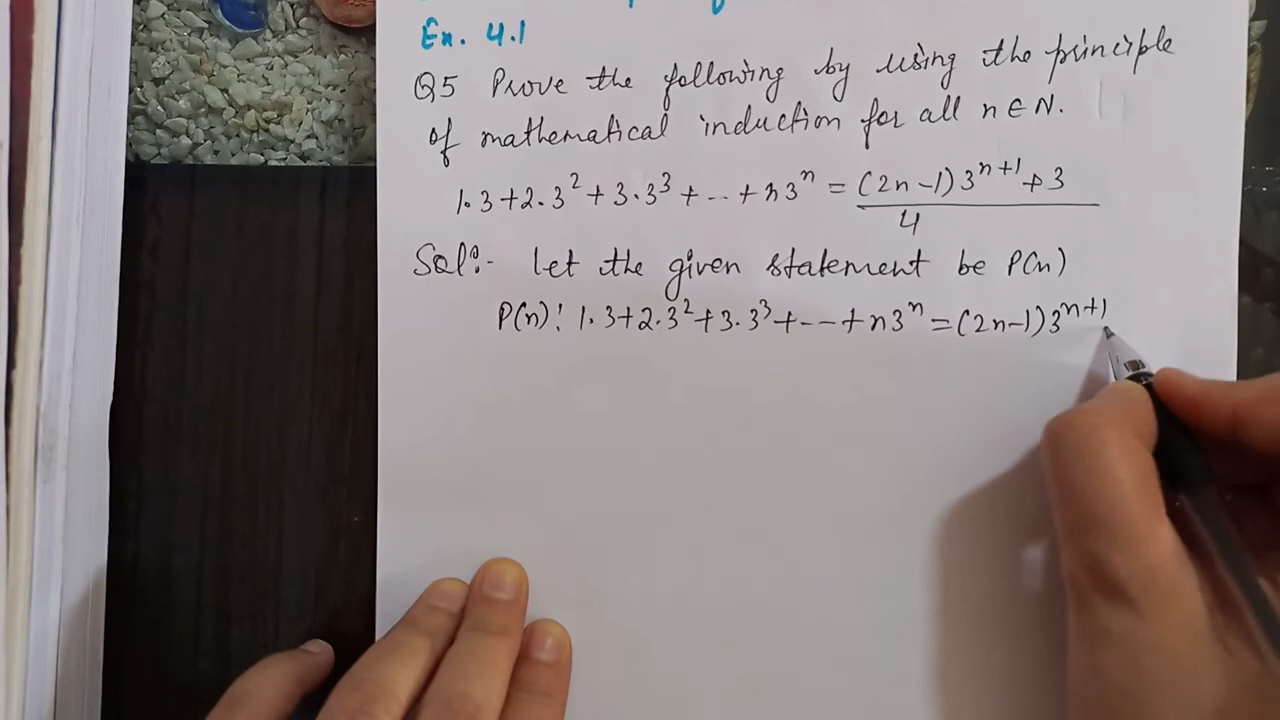 Ex. 4.1
Q5 Prove the following by using the principle
of mathematical induction for all n ∈ N.
1.3+2.3²+3.3³+--+n3ⁿ = (2n-1)3ⁿ⁺¹+3
4
Sol:- let the given statement be P(n)
P(n): 1.3+2.3²+3.3³+---+n3ⁿ=(2n-1)3ⁿ⁺¹